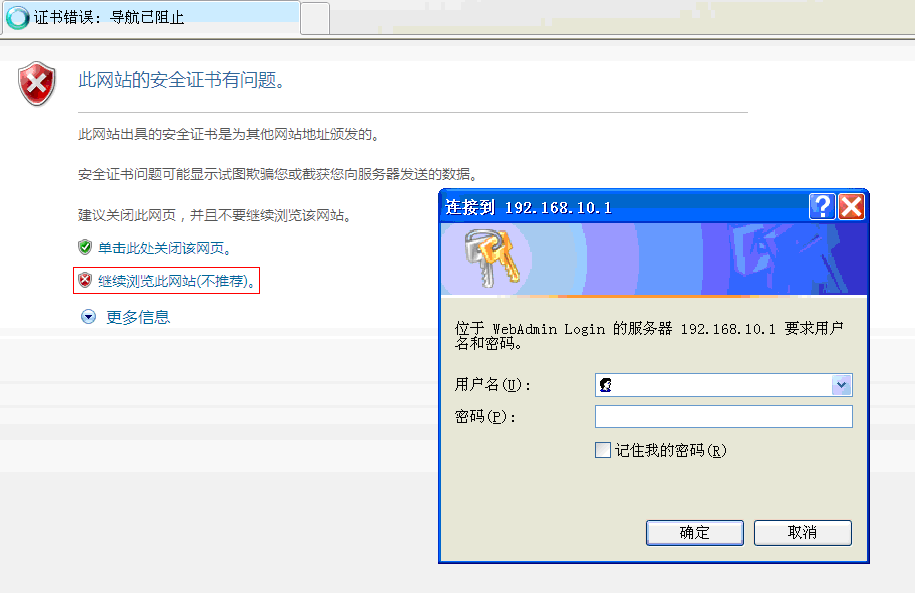 证书错误：导航已阻止
此网站的安全证书有问题。
此网站出具的安全证书是为其他网站地址颁发的。
安全证书问题可能显示试图欺骗您或截获您向服务器发送的数据。
建议关闭此网页，并且不要继续浏览该网站。
单击此处关闭该网页。
继续浏览此网站(不推荐)。
更多信息
连接到 192.168.10.1
位于 WebAdmin Login 的服务器 192.168.10.1 要求用户
名和密码。
用户名(U)：
密码(P)：
记住我的密码(R)
确定
取消